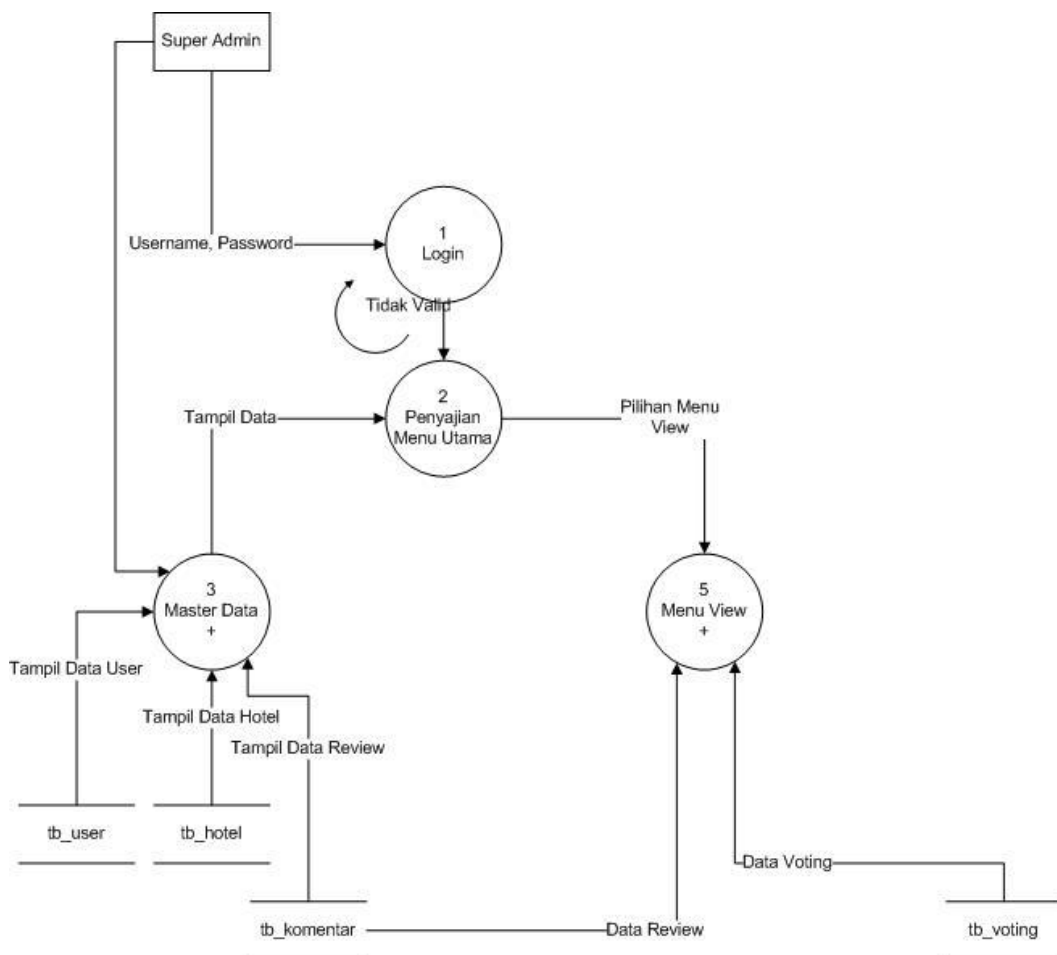 Super Admin
1
Login
Username, Password
Tidak Valid
2
Penyajian
Menu Utama
Tampil Data
Pilihan Menu
View
3
Master Data
+
5
Menu View
+
Tampil Data User
Tampil Data Hotel
Tampil Data Review
tb_user
tb_hotel
Data Voting
tb_komentar
Data Review
tb_voting